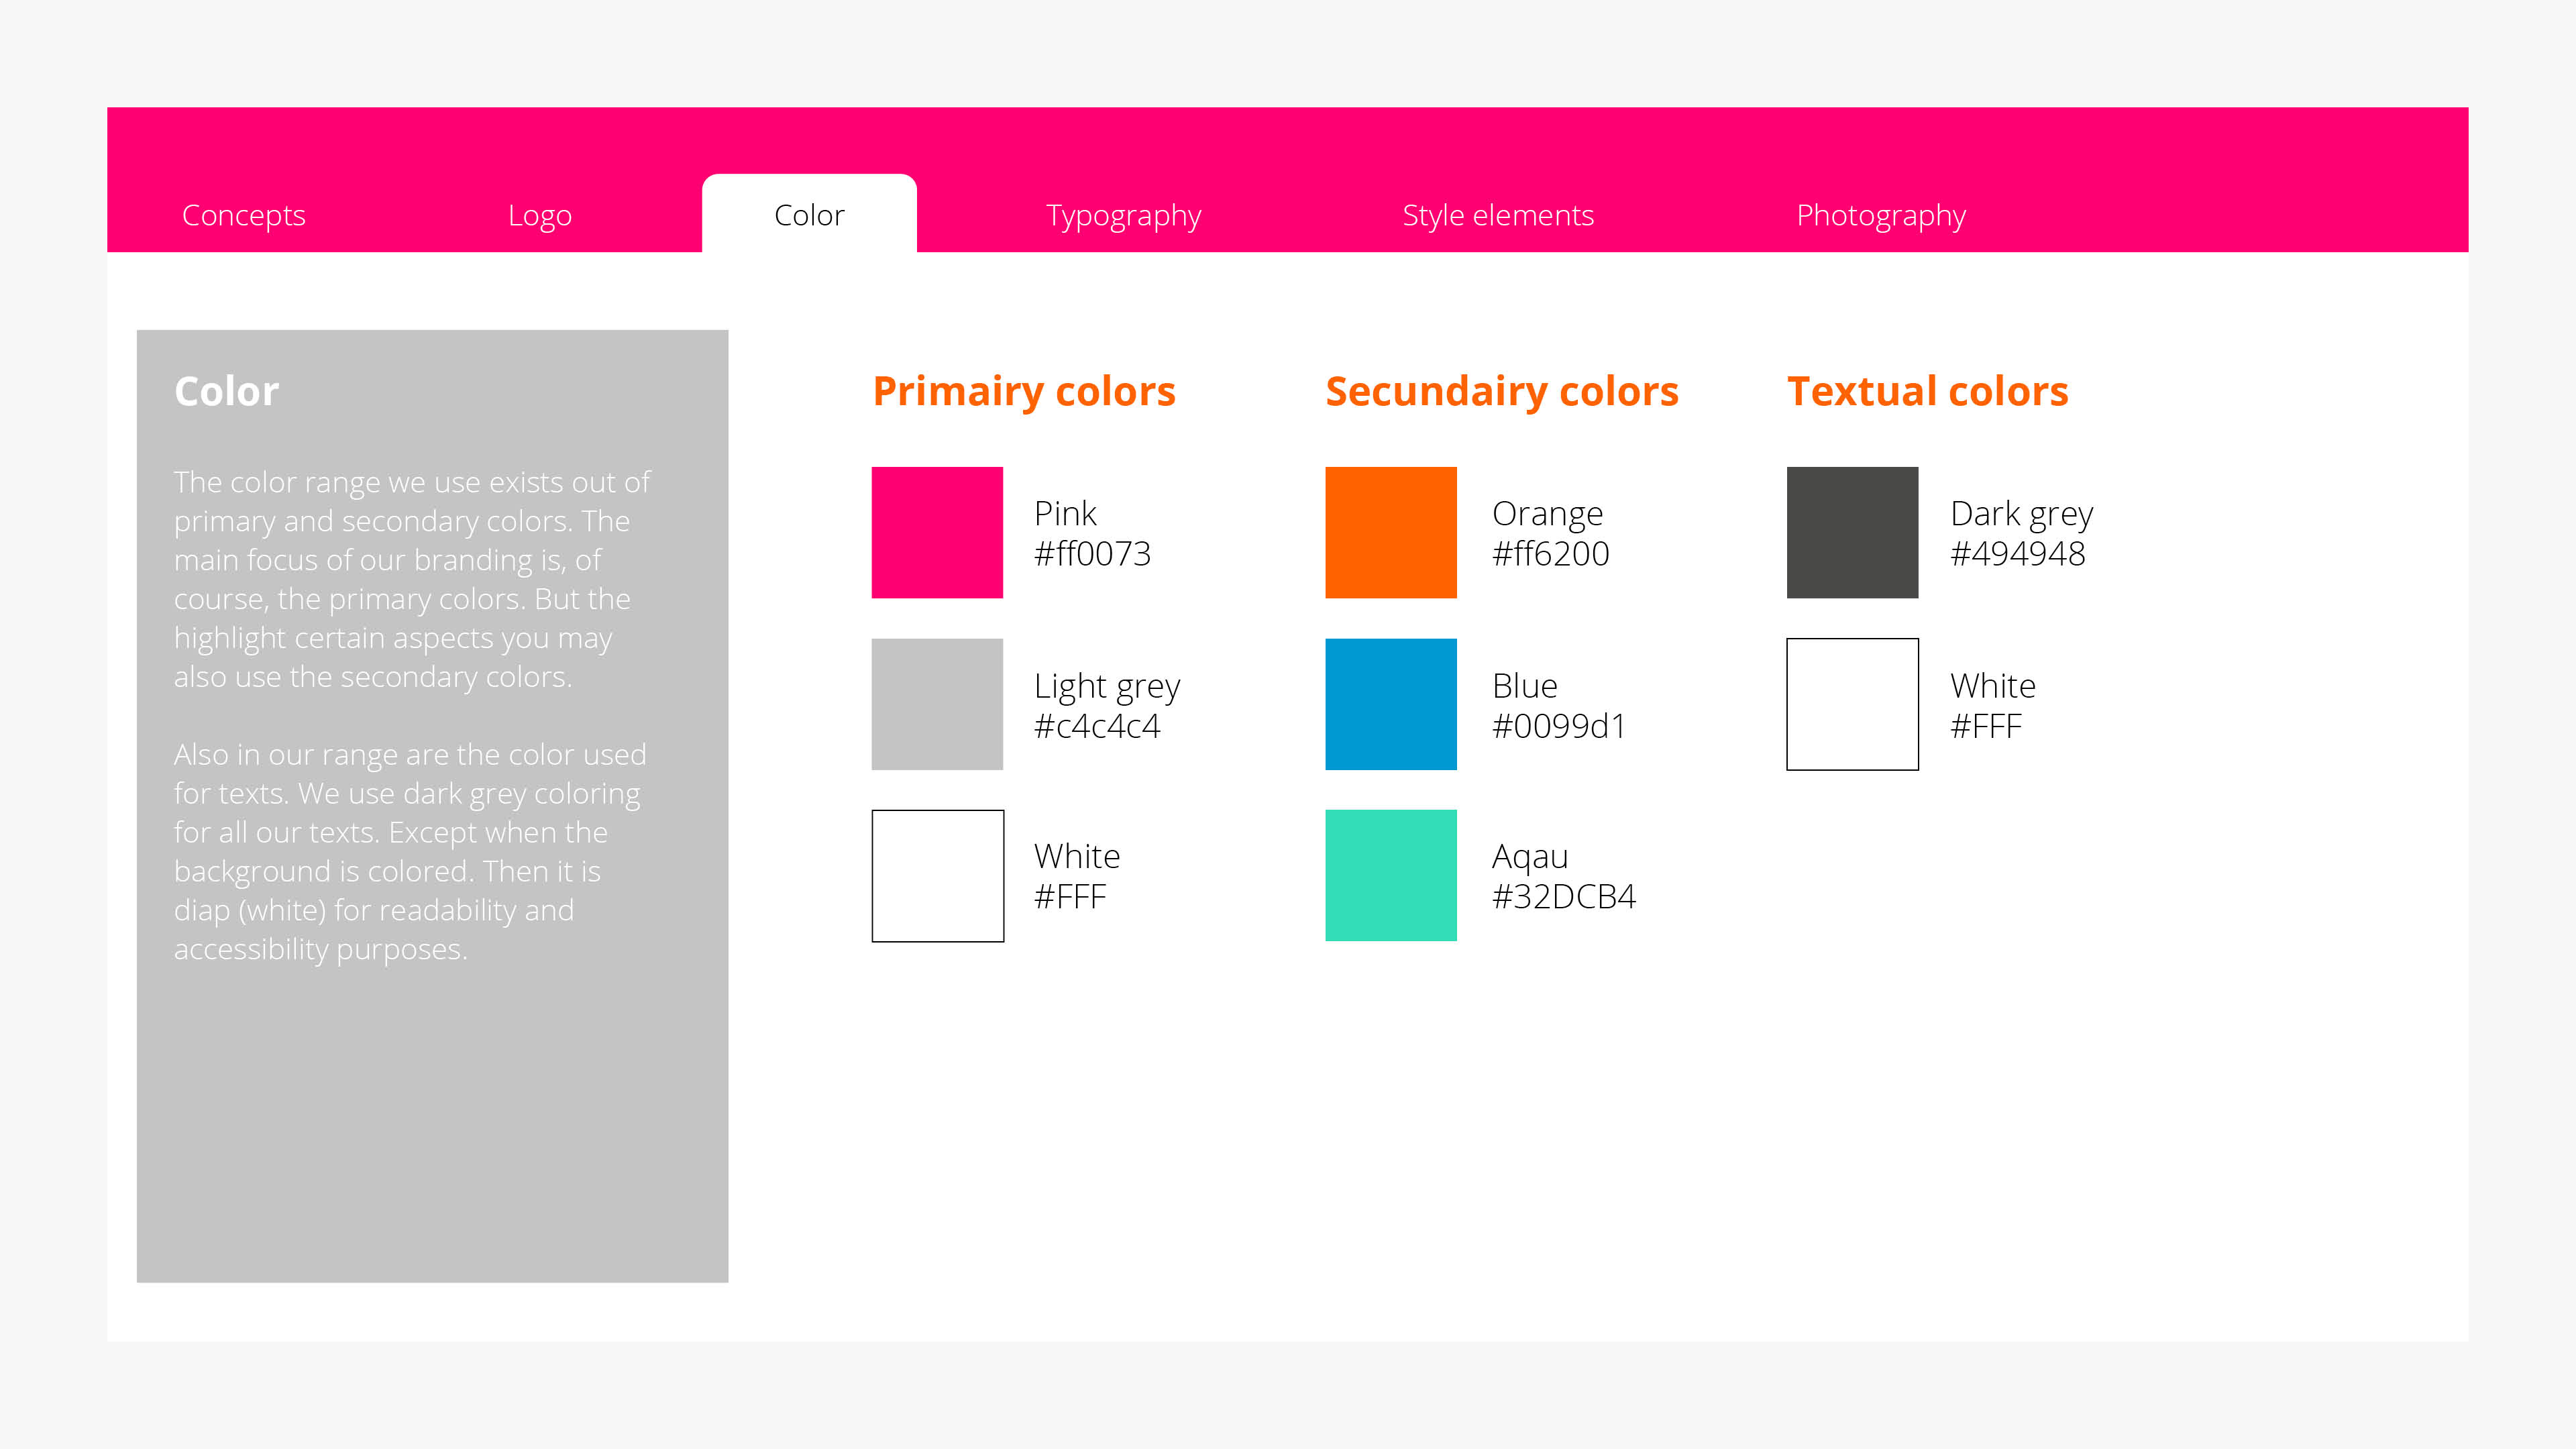 Concepts
Logo
Color
Typography
Style elements
Photography
Color
The color range we use exists out of
primary and secondary colors. The
main focus of our branding is, of
course, the primary colors. But the
highlight certain aspects you may
also use the secondary colors.
Also in our range are the color used
for texts. We use dark grey coloring
for all our texts. Except when the
background is colored. Then it is
diap (white) for readability and
accessibility purposes.
Primairy colors
Pink
#ff0073
Light grey
#c4c4c4
White
#FFF
Secundairy colors
Orange
#ff6200
Blue
#0099d1
Aqau
#32DCB4
Textual colors
Dark grey
#494948
White
#FFF